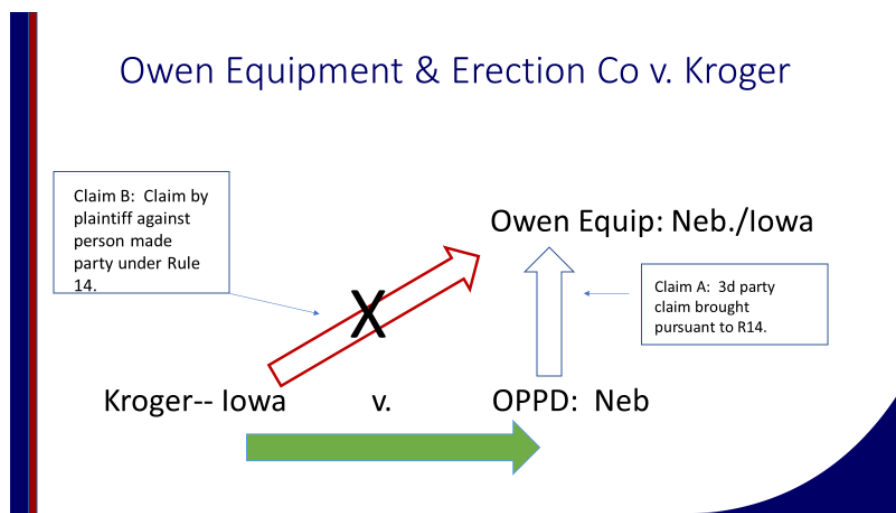 Owen Equipment & Erection Co v. Kroger
Claim B: Claim by
plaintiff against
person made
party under Rule
14.
Owen Equip: Neb./Iowa
X
Claim A: 3d party
claim brought
pursuant to R14.
Kroger-- Iowa v. OPPD: Neb